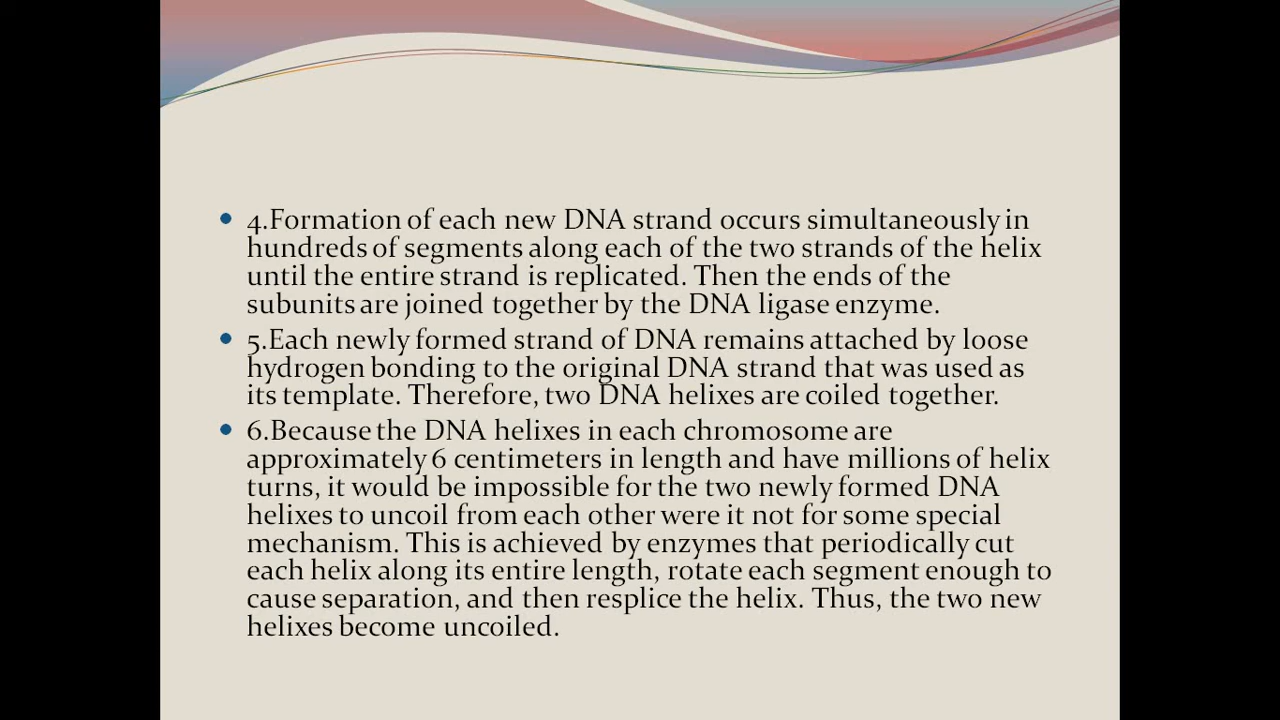 • 4.Formation of each new DNA strand occurs simultaneously in
hundreds of segments along each of the two strands of the helix
until the entire strand is replicated. Then the ends of the
subunits are joined together by the DNA ligase enzyme.
• 5.Each newly formed strand of DNA remains attached by loose
hydrogen bonding to the original DNA strand that was used as
its template. Therefore, two DNA helixes are coiled together.
• 6.Because the DNA helixes in each chromosome are
approximately 6 centimeters in length and have millions of helix
turns, it would be impossible for the two newly formed DNA
helixes to uncoil from each other were it not for some special
mechanism. This is achieved by enzymes that periodically cut
each helix along its entire length, rotate each segment enough to
cause separation, and then resplice the helix. Thus, the two new
helixes become uncoiled.